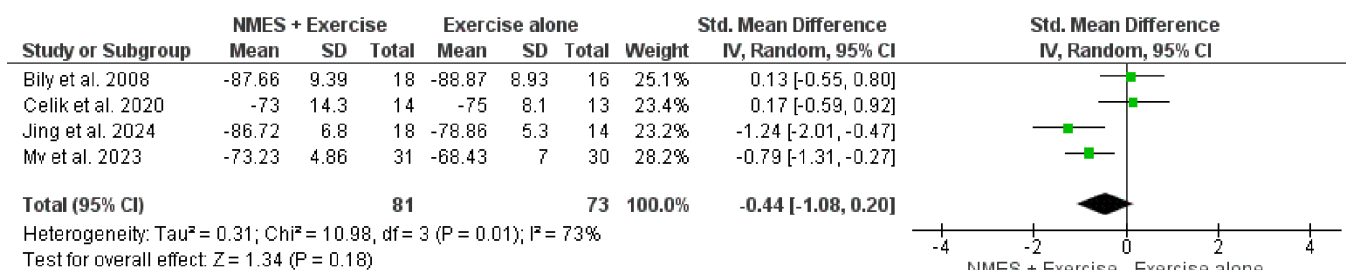 NMES + Exercise Exercise alone Std. Mean Difference Std. Mean Difference
Study or Subgroup Mean SD Total Mean SD Total Weight IV, Random, 95% CI IV, Random, 95% CI
Bily et al. 2008 -87.66 9.39 18 -88.87 8.93 16 25.1% 0.13 [-0.55, 0.80]
Celik et al. 2020 -73 14.3 14 -75 8.1 13 23.4% 0.17 [-0.59, 0.92]
Jing et al. 2024 -86.72 6.8 18 -78.86 5.3 14 23.2% -1.24 [-2.01, -0.47]
Mv et al. 2023 -73.23 4.86 31 -68.43 7 30 28.2% -0.79 [-1.31, -0.27]
Total (95% CI) 81 73 100.0% -0.44 [-1.08, 0.20]
Heterogeneity: Tau² = 0.31; Chi² = 10.98, df = 3 (P = 0.01); I² = 73%
Test for overall effect: Z = 1.34 (P = 0.18)
-4 -2 0 2 4
NMES + Exercise Exercise alone